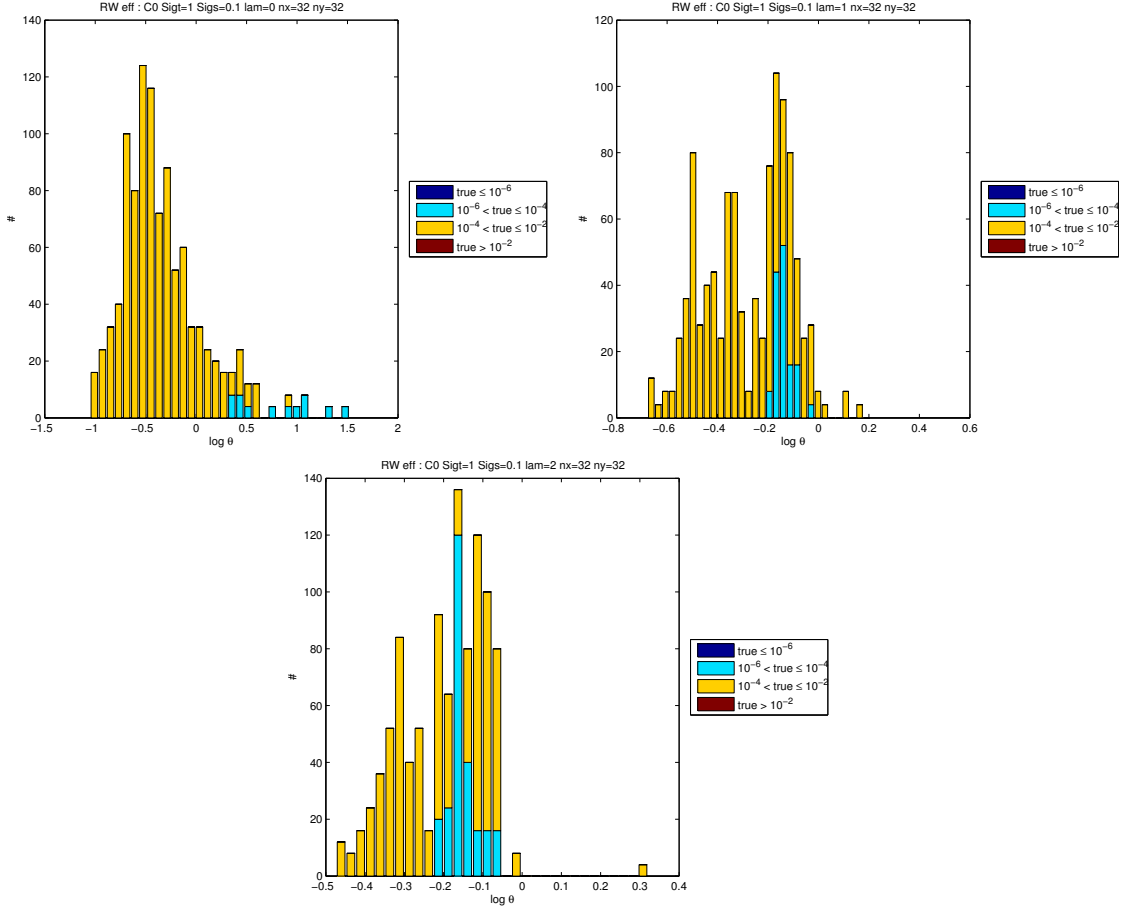 RW eff : C0 Sigt=1 Sigs=0.1 lam=0 nx=32 ny=32
140
120
100
80
60
40
20
0
#
−1.5 −1 −0.5 0 0.5 1 1.5 2
log θ
true ≤ 10⁻⁶
10⁻⁶ < true ≤ 10⁻⁴
10⁻⁴ < true ≤ 10⁻²
true > 10⁻²
RW eff : C0 Sigt=1 Sigs=0.1 lam=1 nx=32 ny=32
120
100
80
60
40
20
0
#
−0.8 −0.6 −0.4 −0.2 0 0.2 0.4 0.6
log θ
true ≤ 10⁻⁶
10⁻⁶ < true ≤ 10⁻⁴
10⁻⁴ < true ≤ 10⁻²
true > 10⁻²
RW eff : C0 Sigt=1 Sigs=0.1 lam=2 nx=32 ny=32
140
120
100
80
60
40
20
0
#
−0.5 −0.4 −0.3 −0.2 −0.1 0 0.1 0.2 0.3 0.4
log θ
true ≤ 10⁻⁶
10⁻⁶ < true ≤ 10⁻⁴
10⁻⁴ < true ≤ 10⁻²
true > 10⁻²